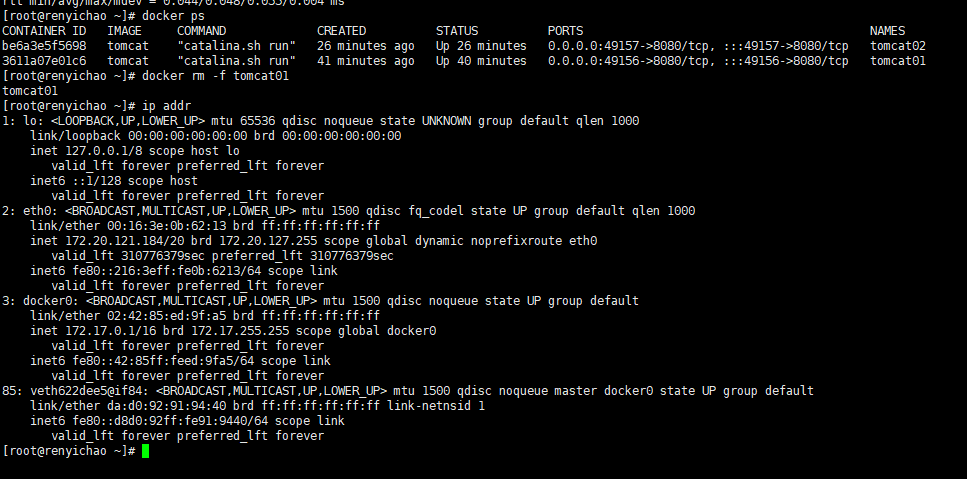 rtt min/avg/max/mdev = 0.044/0.048/0.055/0.004 ms
[root@renyichao ~]# docker ps
CONTAINER ID   IMAGE     COMMAND             CREATED          STATUS          PORTS                                         NAMES
be6a3e5f5698   tomcat    "catalina.sh run"   26 minutes ago   Up 26 minutes   0.0.0.0:49157->8080/tcp, :::49157->8080/tcp   tomcat02
3611a07e01c6   tomcat    "catalina.sh run"   41 minutes ago   Up 40 minutes   0.0.0.0:49156->8080/tcp, :::49156->8080/tcp   tomcat01
[root@renyichao ~]# docker rm -f tomcat01
tomcat01
[root@renyichao ~]# ip addr
1: lo: <LOOPBACK,UP,LOWER_UP> mtu 65536 qdisc noqueue state UNKNOWN group default qlen 1000
    link/loopback 00:00:00:00:00:00 brd 00:00:00:00:00:00
    inet 127.0.0.1/8 scope host lo
       valid_lft forever preferred_lft forever
    inet6 ::1/128 scope host
       valid_lft forever preferred_lft forever
2: eth0: <BROADCAST,MULTICAST,UP,LOWER_UP> mtu 1500 qdisc fq_codel state UP group default qlen 1000
    link/ether 00:16:3e:0b:62:13 brd ff:ff:ff:ff:ff:ff
    inet 172.20.121.184/20 brd 172.20.127.255 scope global dynamic noprefixroute eth0
       valid_lft 310776379sec preferred_lft 310776379sec
    inet6 fe80::216:3eff:fe0b:6213/64 scope link
       valid_lft forever preferred_lft forever
3: docker0: <BROADCAST,MULTICAST,UP,LOWER_UP> mtu 1500 qdisc noqueue state UP group default
    link/ether 02:42:85:ed:9f:a5 brd ff:ff:ff:ff:ff:ff
    inet 172.17.0.1/16 brd 172.17.255.255 scope global docker0
       valid_lft forever preferred_lft forever
    inet6 fe80::42:85ff:feed:9fa5/64 scope link
       valid_lft forever preferred_lft forever
85: veth622dee5@if84: <BROADCAST,MULTICAST,UP,LOWER_UP> mtu 1500 qdisc noqueue master docker0 state UP group default
    link/ether da:d0:92:91:94:40 brd ff:ff:ff:ff:ff:ff link-netnsid 1
    inet6 fe80::d8d0:92ff:fe91:9440/64 scope link
       valid_lft forever preferred_lft forever
[root@renyichao ~]#